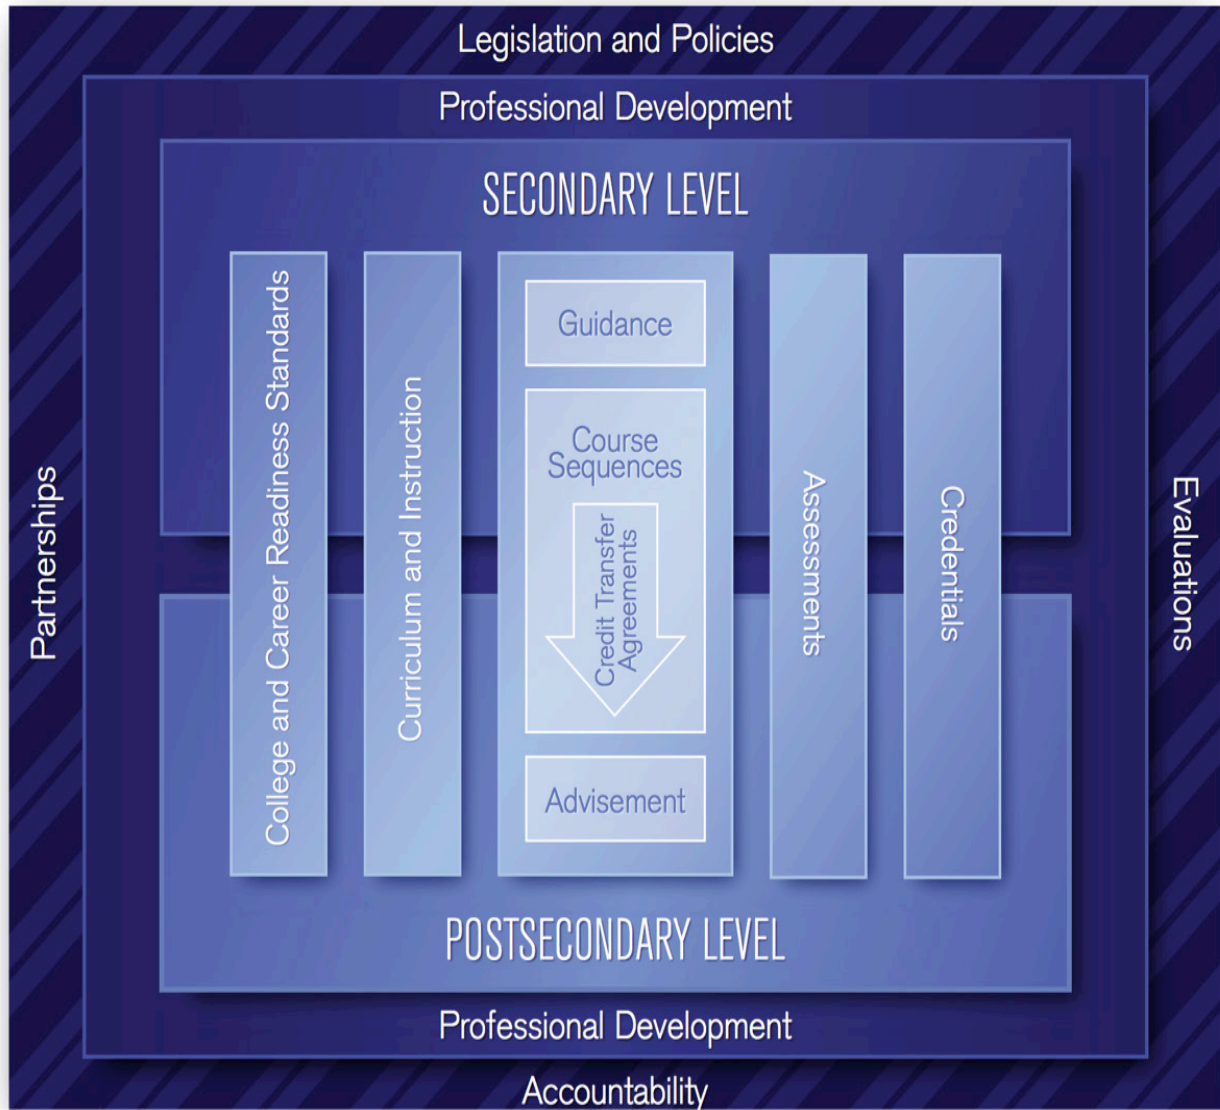 Legislation and Policies
Professional Development
SECONDARY LEVEL
Partnerships
College and Career Readiness Standards
Curriculum and Instruction
Guidance
Course
Sequences
Credit Transfer
Agreements
Advisement
Assessments
Credentials
Evaluations
POSTSECONDARY LEVEL
Professional Development
Accountability